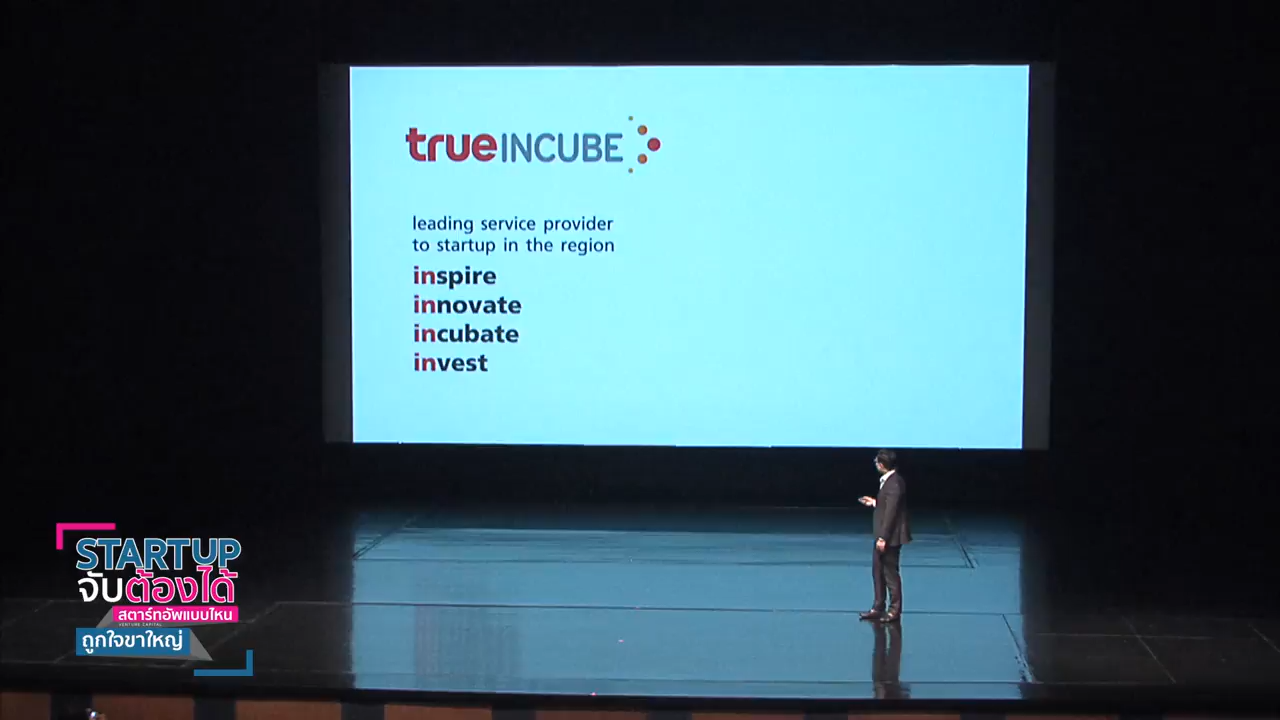 trueINCUBE
leading service provider
to startup in the region
inspire
innovate
incubate
invest
STARTUP
จับต้องได้
สตาร์ทอัพแบบไหน
VENTURE CAPITAL
ถูกใจขาใหญ่